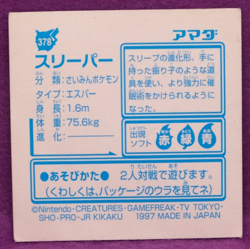 378
アマダ
スリーパー
分類：さいみんポケモン
タイプ：エスパー
身長：1.6m
体重：75.6kg
進化：――――
スリープの進化形。手に
持った振り子のような道
具を使い、より強力に催
眠術をかけられるように
なった。
出現
ソフト
赤 緑 青
●あそびかた●
2人対戦で遊びます。
(くわしくは、パッケージのウラを見てネ)
©Nintendo・CREATURES・GAMEFREAK・TV TOKYO・
SHO-PRO・JR KIKAKU 1997 MADE IN JAPAN